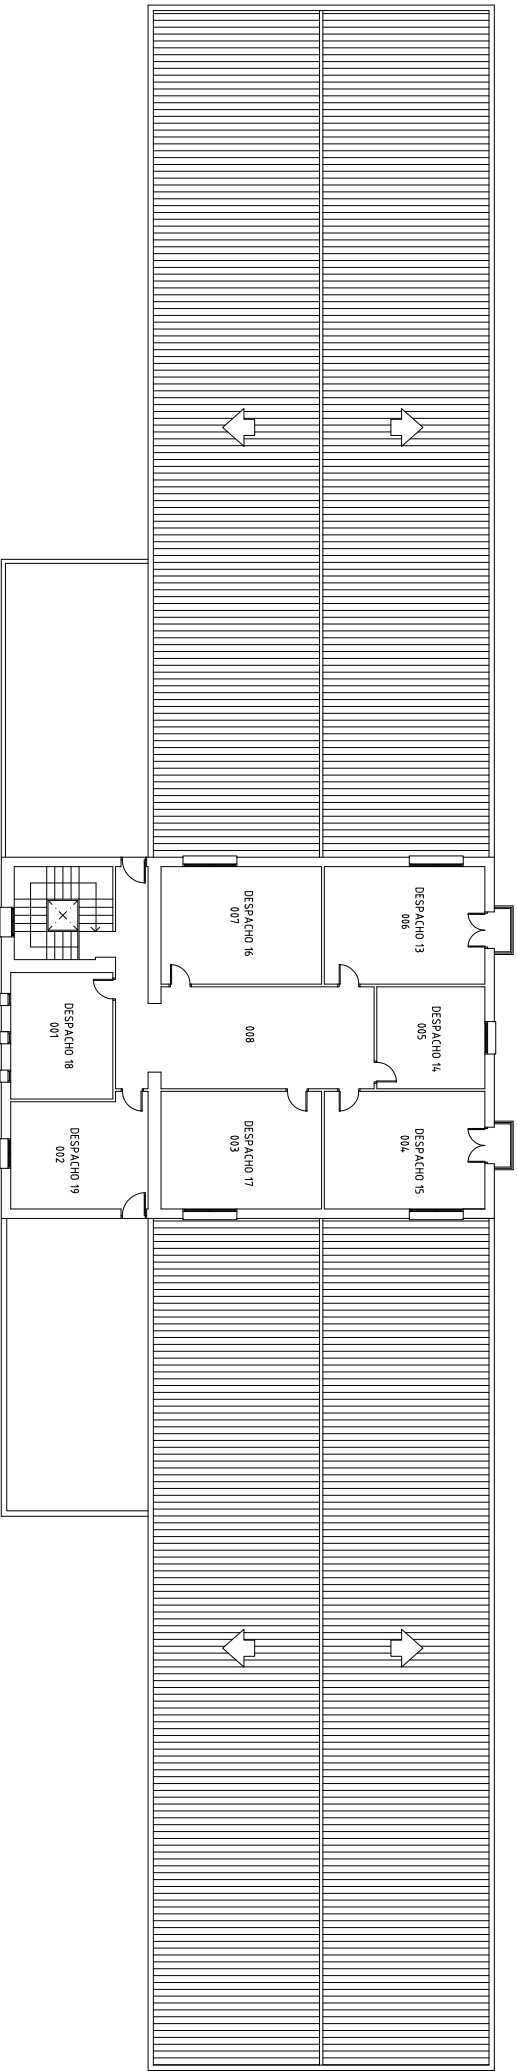 DESPACHO 16
007
DESPACHO 13
006
008
DESPACHO 14
005
DESPACHO 18
001
DESPACHO 19
002
DESPACHO 17
003
DESPACHO 15
004